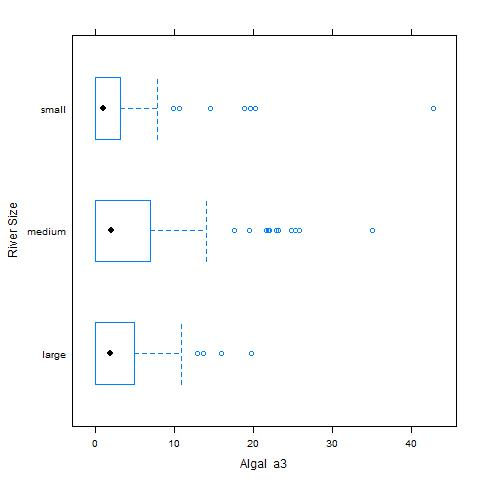 small
medium
large
River Size
0 10 20 30 40
Algal a3